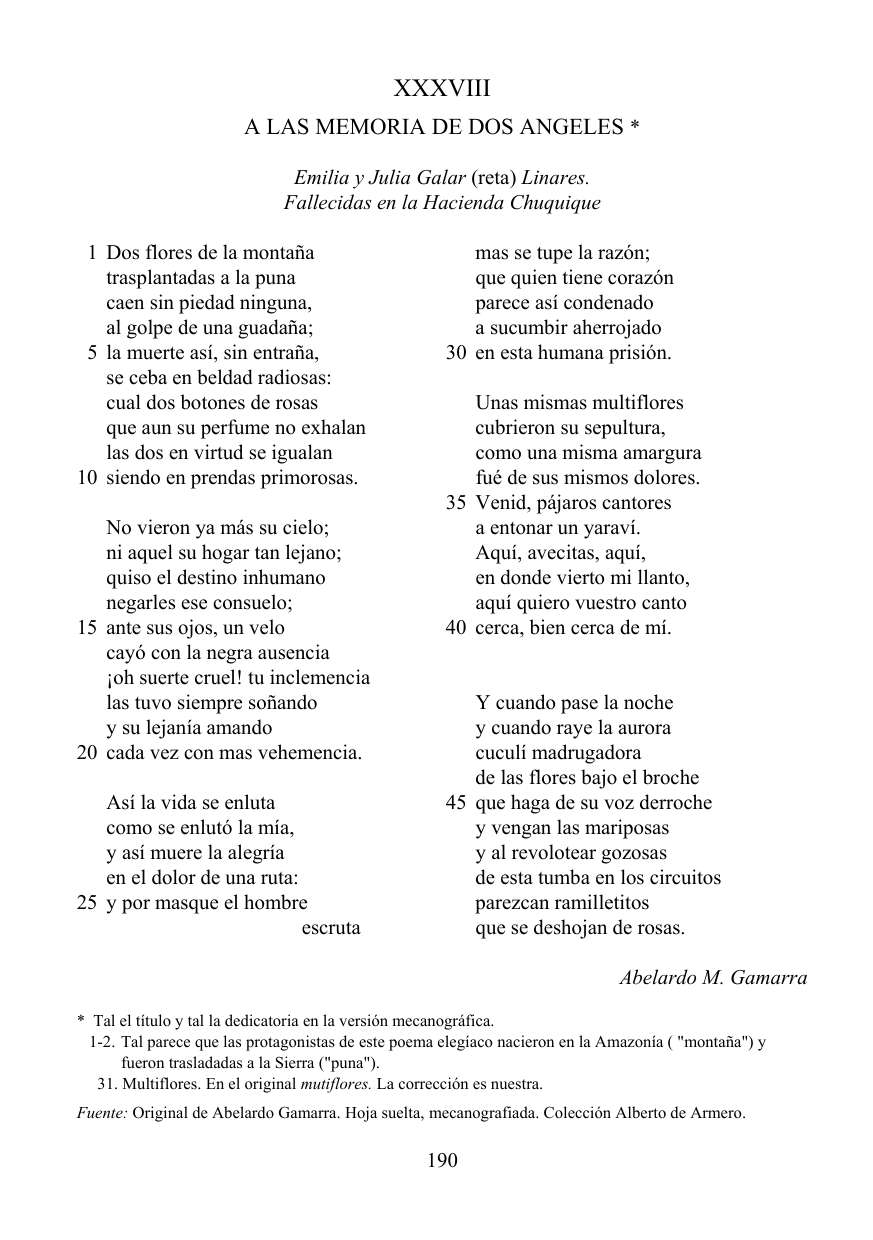 XXXVIII
A LAS MEMORIA DE DOS ANGELES *
Emilia y Julia Galar (reta) Linares.
Fallecidas en la Hacienda Chuquique
1 Dos flores de la montaña
trasplantadas a la puna
caen sin piedad ninguna,
al golpe de una guadaña;
5 la muerte así, sin entraña,
se ceba en beldad radiosas:
cual dos botones de rosas
que aun su perfume no exhalan
las dos en virtud se igualan
10 siendo en prendas primorosas.
No vieron ya más su cielo;
ni aquel su hogar tan lejano;
quiso el destino inhumano
negarles ese consuelo;
15 ante sus ojos, un velo
cayó con la negra ausencia
¡oh suerte cruel! tu inclemencia
las tuvo siempre soñando
y su lejanía amando
20 cada vez con mas vehemencia.
Así la vida se enluta
como se enlutó la mía,
y así muere la alegría
en el dolor de una ruta:
25 y por masque el hombre
escruta
mas se tupe la razón;
que quien tiene corazón
parece así condenado
a sucumbir aherrojado
30 en esta humana prisión.
Unas mismas multiflores
cubrieron su sepultura,
como una misma amargura
fué de sus mismos dolores.
35 Venid, pájaros cantores
a entonar un yaraví.
Aquí, avecitas, aquí,
en donde vierto mi llanto,
aquí quiero vuestro canto
40 cerca, bien cerca de mí.
Y cuando pase la noche
y cuando raye la aurora
cuculí madrugadora
de las flores bajo el broche
45 que haga de su voz derroche
y vengan las mariposas
y al revolotear gozosas
de esta tumba en los circuitos
parezcan ramilletitos
que se deshojan de rosas.
Abelardo M. Gamarra
* Tal el título y tal la dedicatoria en la versión mecanográfica.
1-2. Tal parece que las protagonistas de este poema elegíaco nacieron en la Amazonía ( "montaña") y
fueron trasladadas a la Sierra ("puna").
31. Multiflores. En el original mutiflores. La corrección es nuestra.
Fuente: Original de Abelardo Gamarra. Hoja suelta, mecanografiada. Colección Alberto de Armero.
190